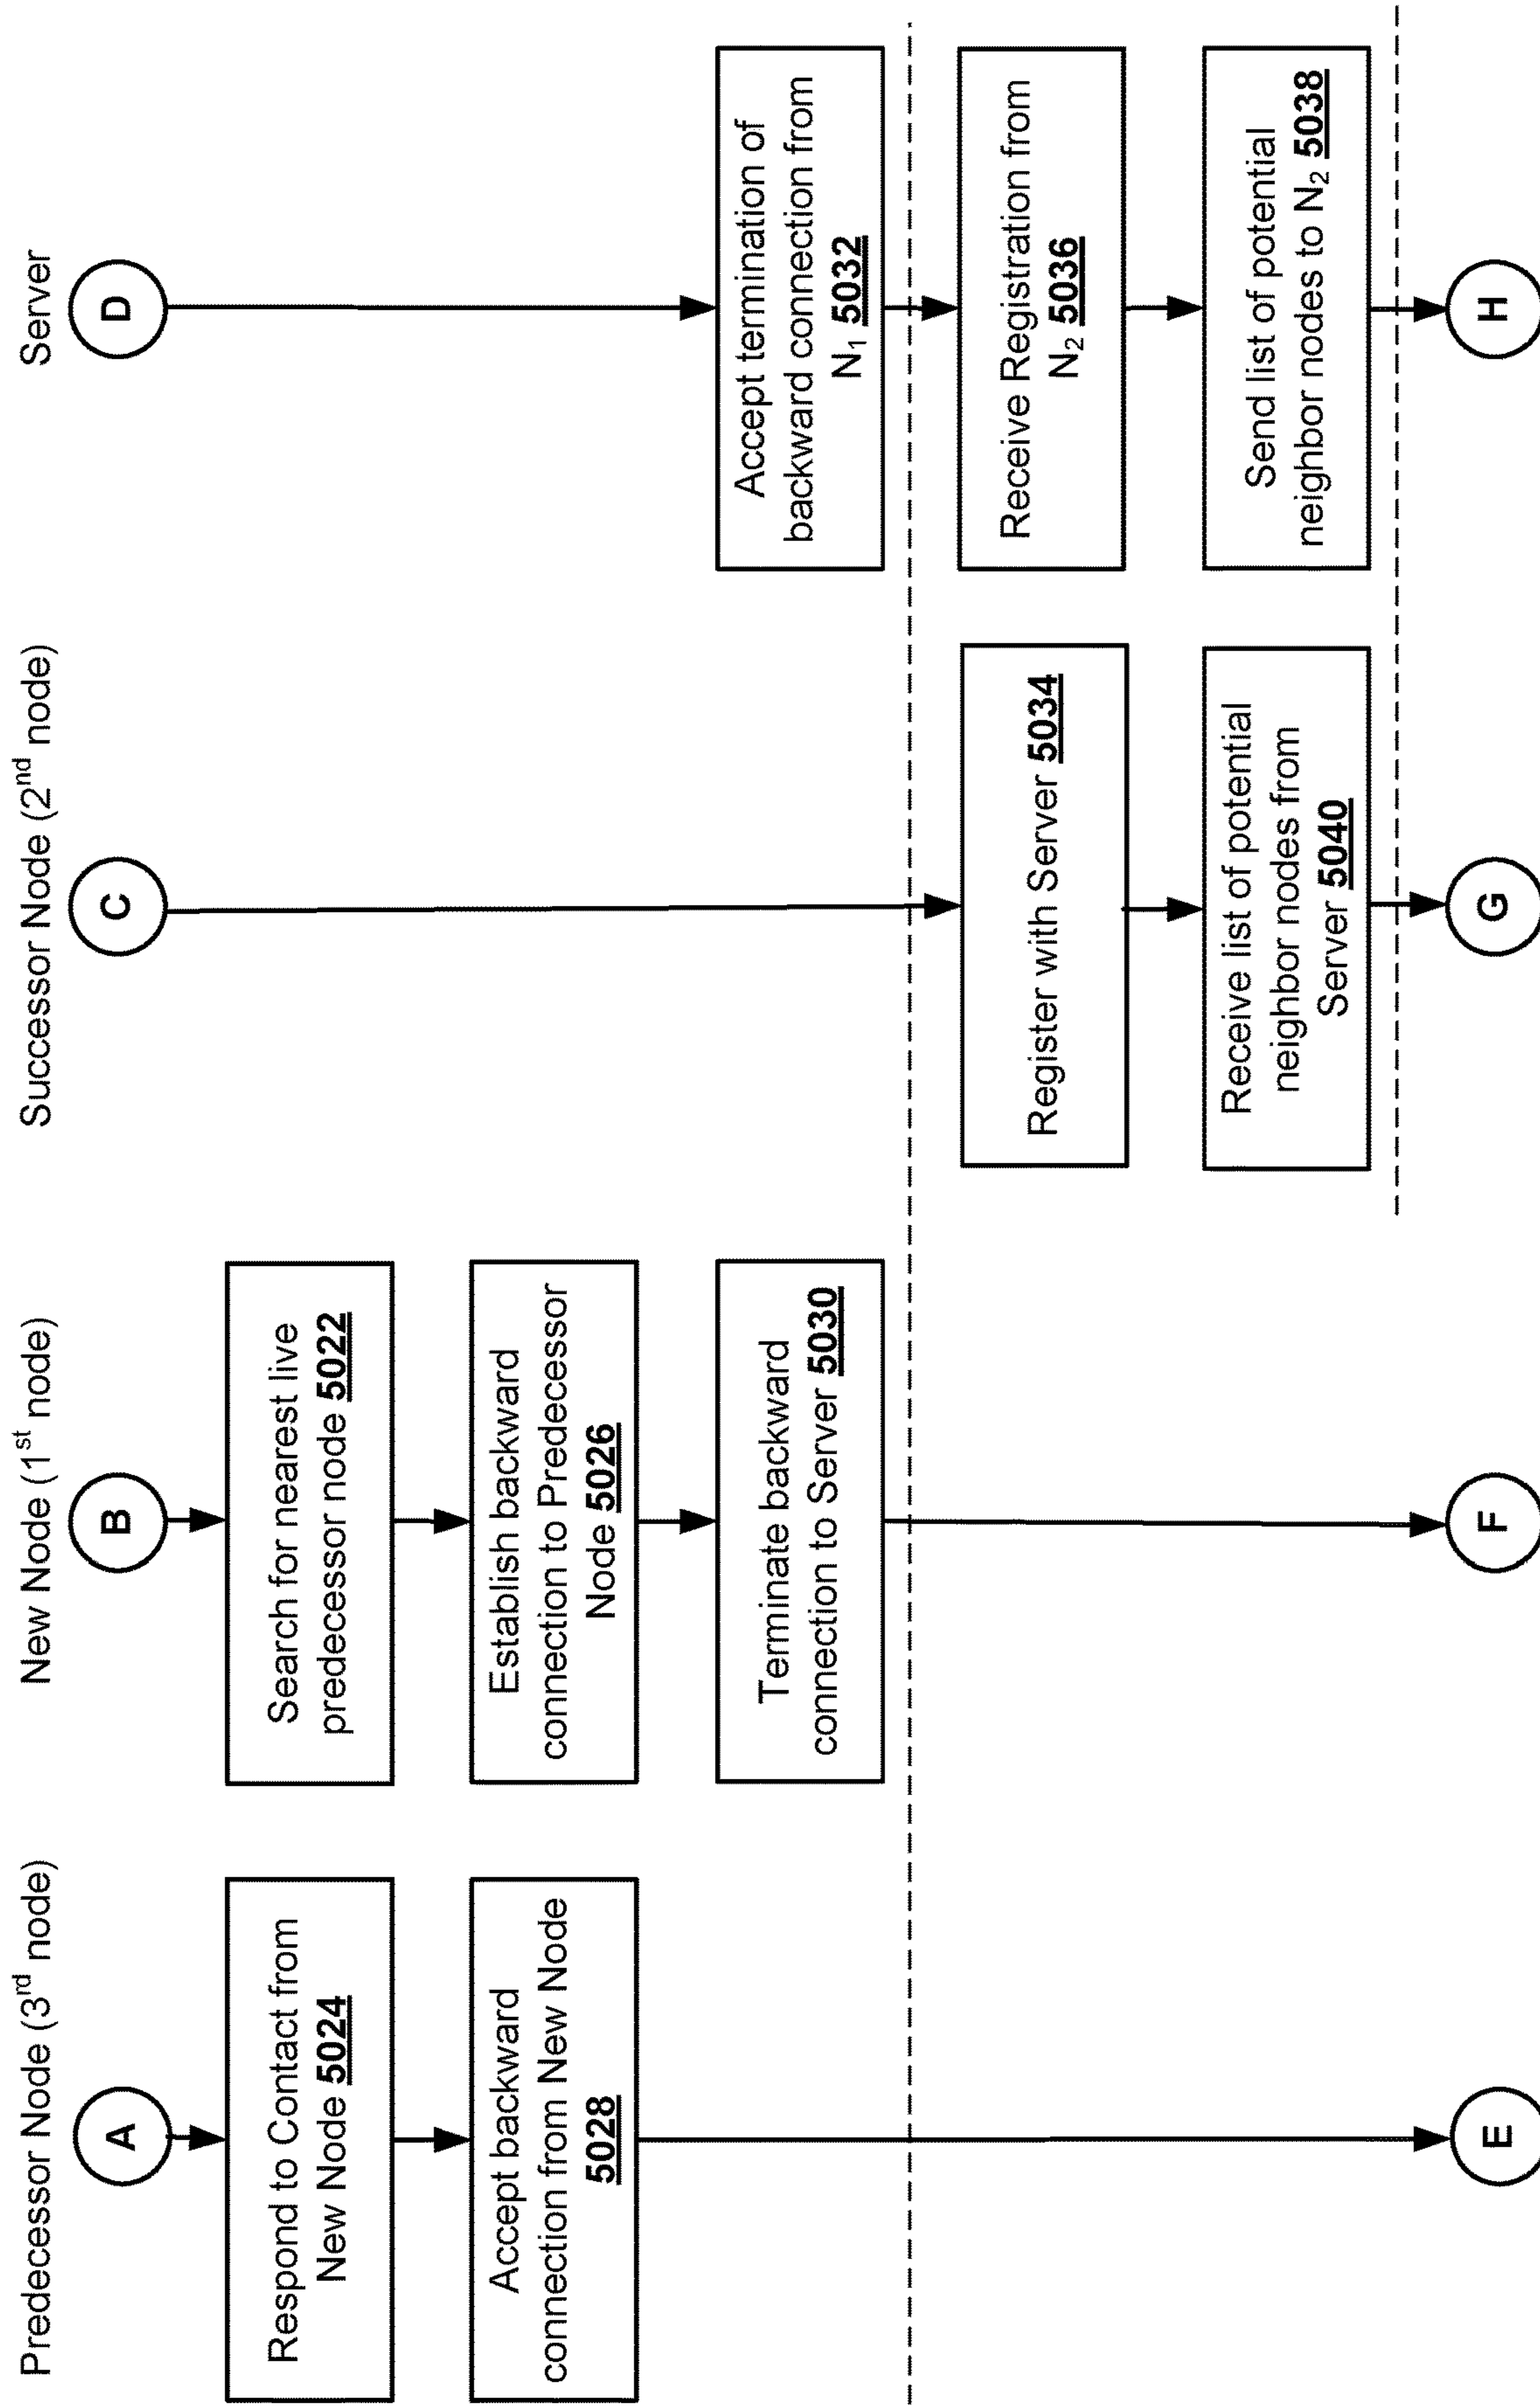 Predecessor Node (3rd node)
New Node (1st node)
Successor Node (2nd node)
Server
A
B
C
D
Respond to Contact from
New Node 5024
Search for nearest live
predecessor node 5022
Accept backward
connection from New Node
5028
Establish backward
connection to Predecessor
Node 5026
Terminate backward
connection to Server 5030
Accept termination of
backward connection from
N1 5032
Register with Server 5034
Receive Registration from
N2 5036
Receive list of potential
neighbor nodes from
Server 5040
Send list of potential
neighbor nodes to N2 5038
E
F
G
H